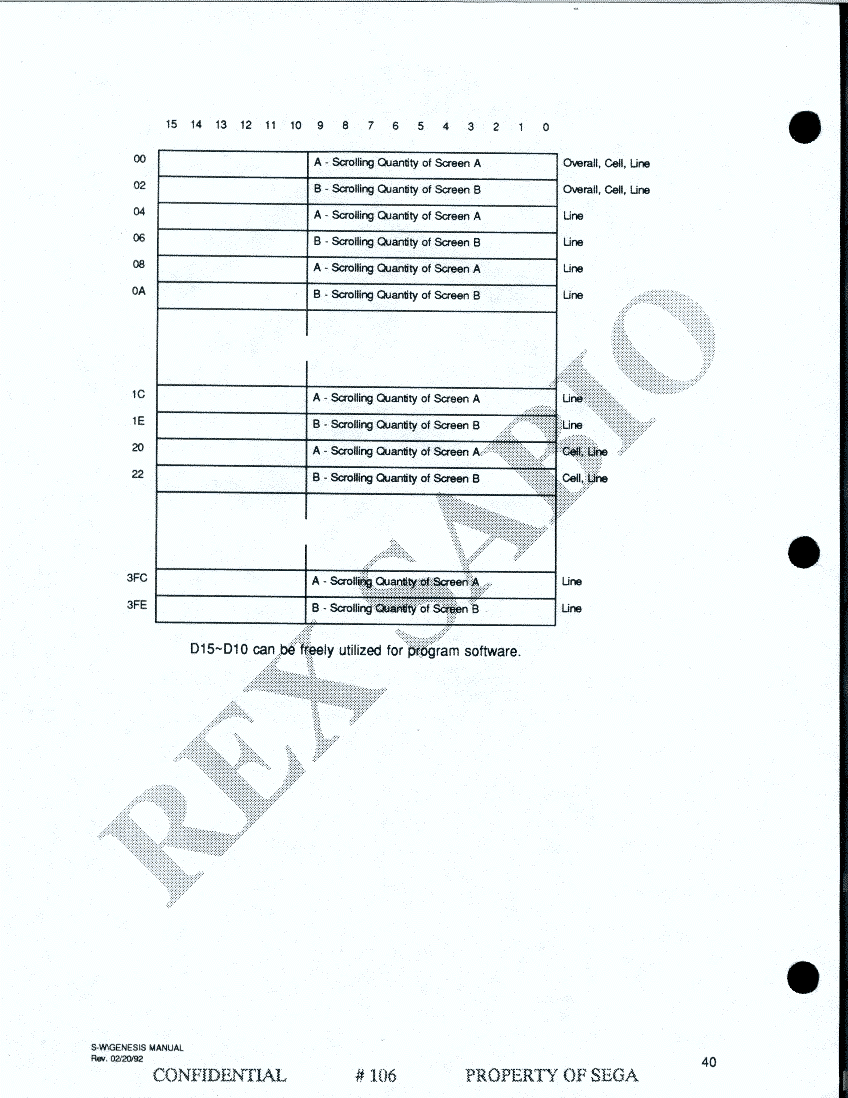 15 14 13 12 11 10 9 8 7 6 5 4 3 2 1 0
00 A - Scrolling Quantity of Screen A Overall, Cell, Line
02 B - Scrolling Quantity of Screen B Overall, Cell, Line
04 A - Scrolling Quantity of Screen A Line
06 B - Scrolling Quantity of Screen B Line
08 A - Scrolling Quantity of Screen A Line
0A B - Scrolling Quantity of Screen B Line
1C A - Scrolling Quantity of Screen A Line
1E B - Scrolling Quantity of Screen B Line
20 A - Scrolling Quantity of Screen A Cell, Line
22 B - Scrolling Quantity of Screen B Cell, Line
3FC A - Scrolling Quantity of Screen A Line
3FE B - Scrolling Quantity of Screen B Line
D15~D10 can be freely utilized for program software.
REX SABIO
S-W\GENESIS MANUAL
Rev. 02/20/92
40
CONFIDENTIAL # 106 PROPERTY OF SEGA